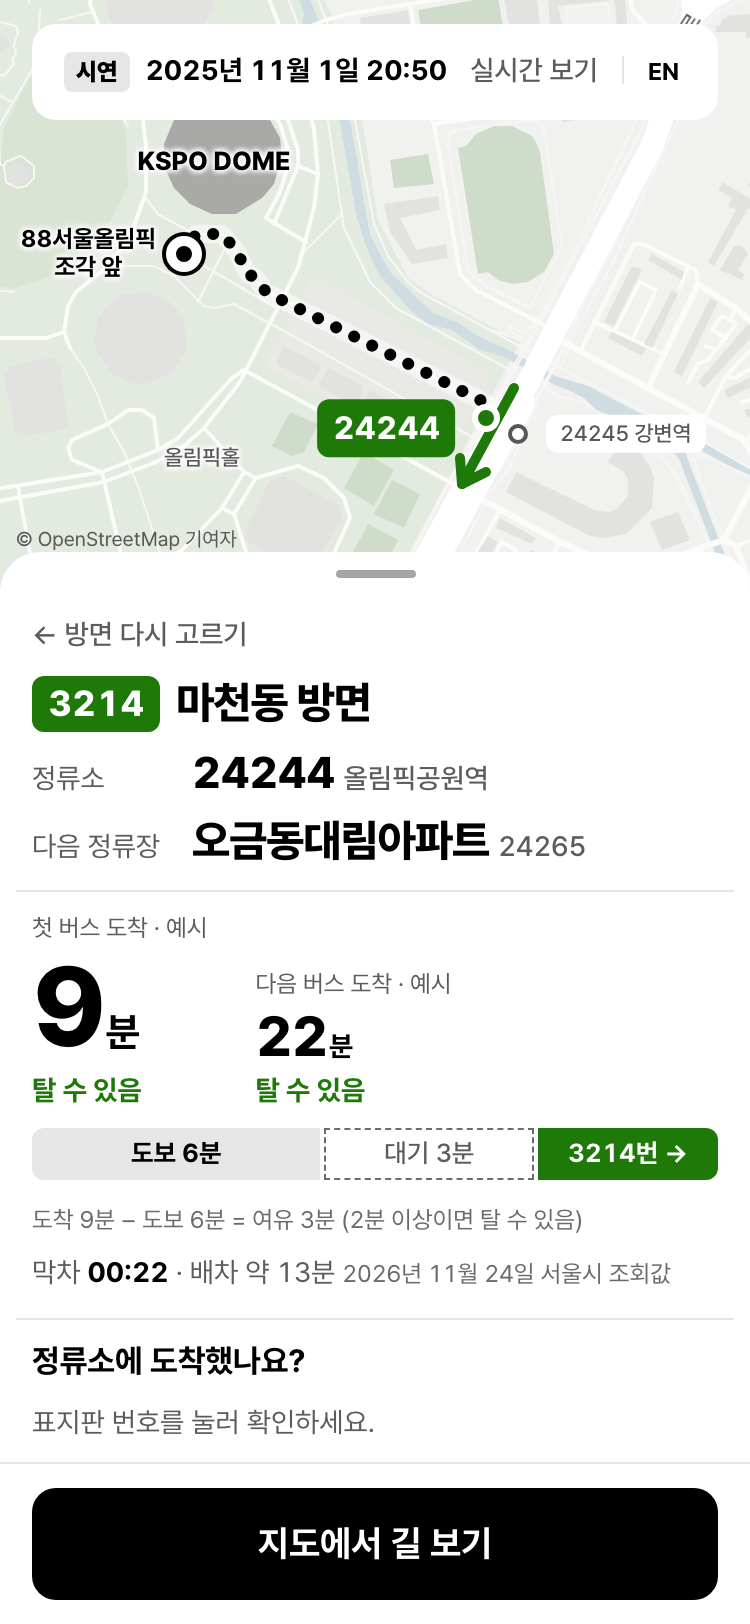 시연 2025년 11월 1일 20:50 실시간 보기 EN
KSPO DOME
88서울올림픽
조각 앞
24244
24245 강변역
올림픽홀
© OpenStreetMap 기여자
← 방면 다시 고르기
3214 마천동 방면
정류소 24244 올림픽공원역
다음 정류장 오금동대림아파트 24265
첫 버스 도착 · 예시
9분
탈 수 있음
다음 버스 도착 · 예시
22분
탈 수 있음
도보 6분 대기 3분 3214번 →
도착 9분 – 도보 6분 = 여유 3분 (2분 이상이면 탈 수 있음)
막차 00:22 · 배차 약 13분 2026년 11월 24일 서울시 조회값
정류소에 도착했나요?
표지판 번호를 눌러 확인하세요.
지도에서 길 보기